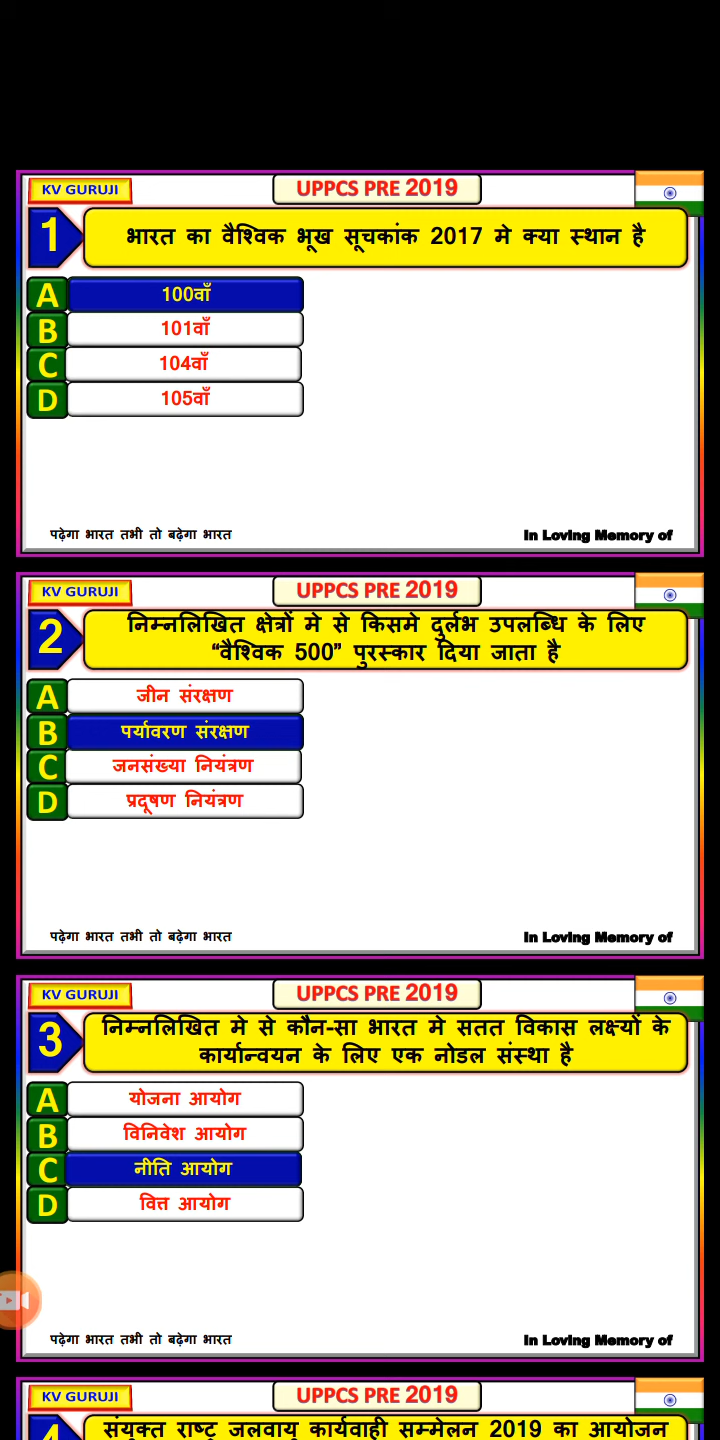 KV GURUJI
UPPCS PRE 2019
1
भारत का वैश्विक भूख सूचकांक 2017 मे क्या स्थान है
A
100वाँ
B
101वाँ
C
104वाँ
D
105वाँ
पढ़ेगा भारत तभी तो बढ़ेगा भारत
In Loving Memory of
KV GURUJI
UPPCS PRE 2019
2
निम्नलिखित क्षेत्रों मे से किसमे दुर्लभ उपलब्धि के लिए
“वैश्विक 500” पुरस्कार दिया जाता है
A
जीन संरक्षण
B
पर्यावरण संरक्षण
C
जनसंख्या नियंत्रण
D
प्रदूषण नियंत्रण
पढ़ेगा भारत तभी तो बढ़ेगा भारत
In Loving Memory of
KV GURUJI
UPPCS PRE 2019
3
निम्नलिखित मे से कौन-सा भारत मे सतत विकास लक्ष्यों के
कार्यान्वयन के लिए एक नोडल संस्था है
A
योजना आयोग
B
विनिवेश आयोग
C
नीति आयोग
D
वित्त आयोग
पढ़ेगा भारत तभी तो बढ़ेगा भारत
In Loving Memory of
KV GURUJI
UPPCS PRE 2019
4
संयुक्त राष्ट्र जलवायु कार्यवाही सम्मेलन 2019 का आयोजन